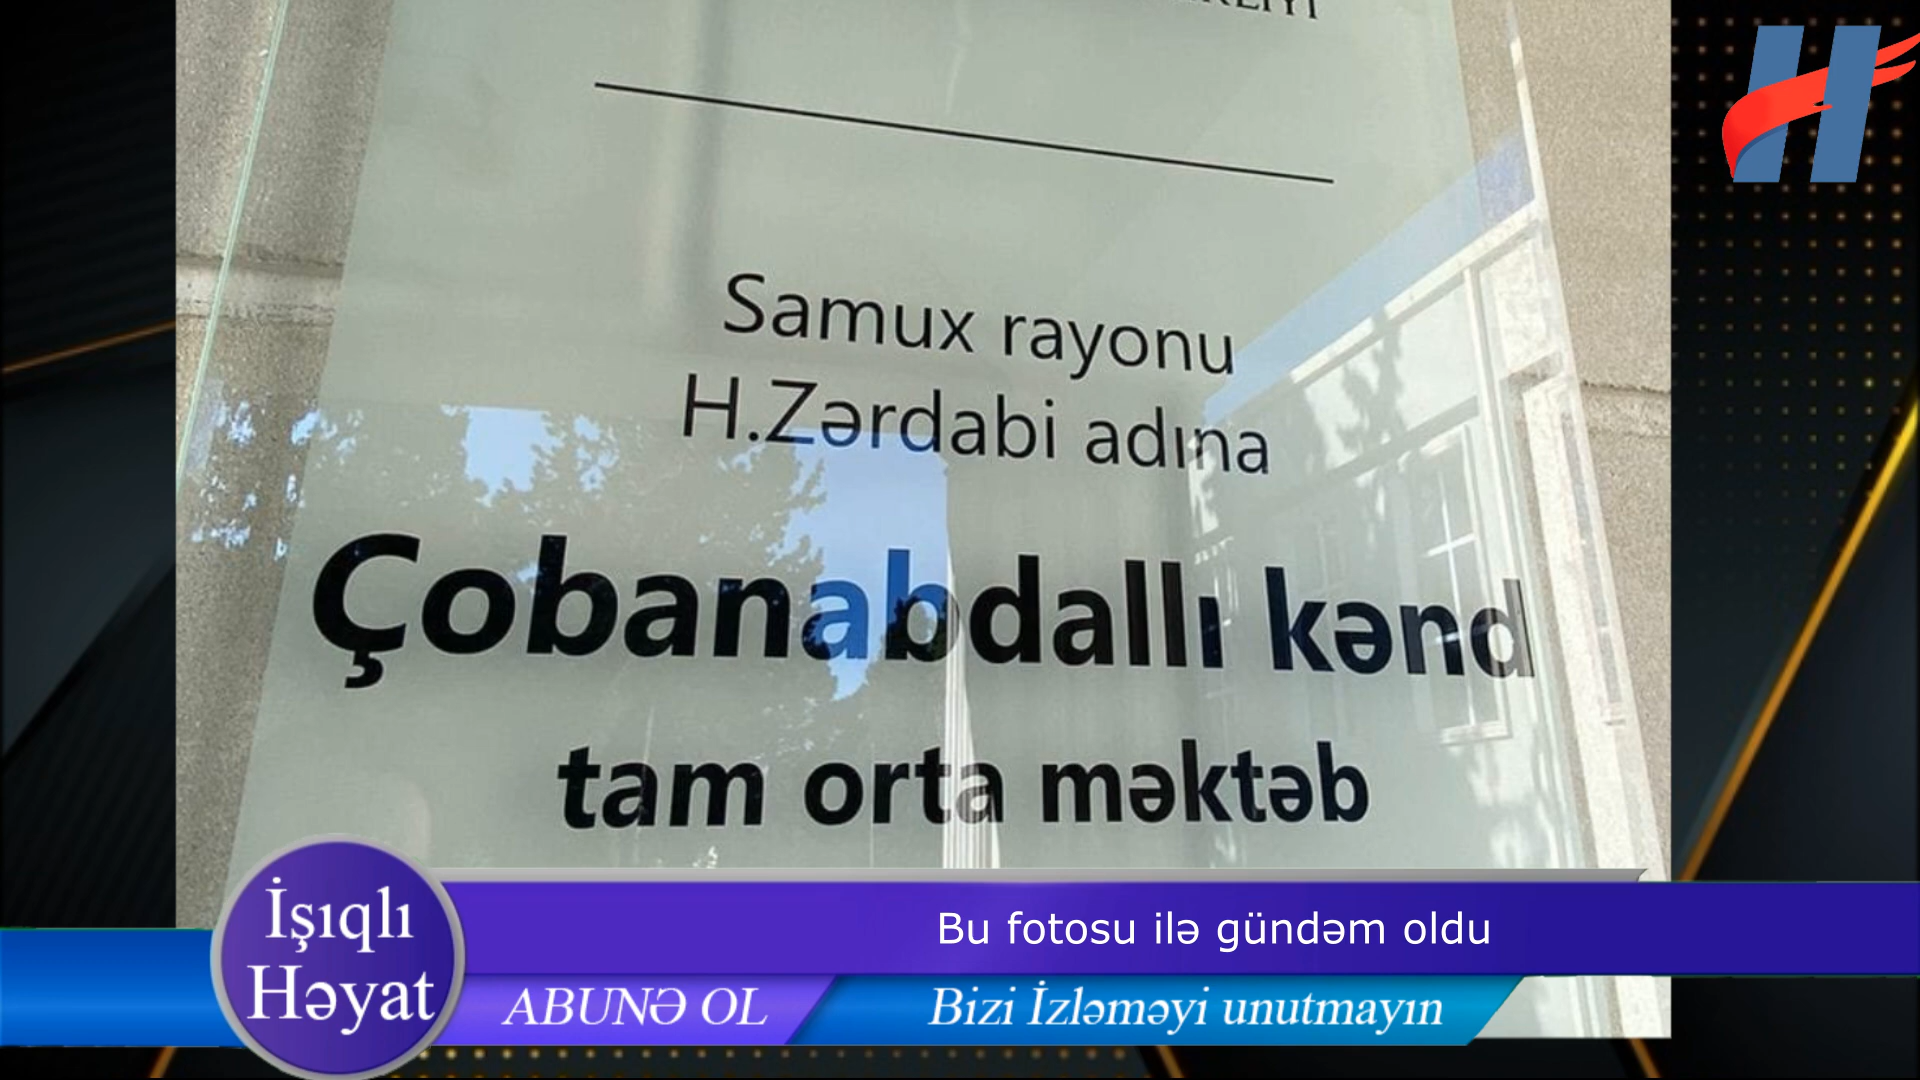 Samux rayonu
H.Zərdabi adına
Çobanabdallı kənd
tam orta məktəb
İşıqlı
Həyat
Bu fotosu ilə gündəm oldu
ABUNƏ OL
Bizi İzləməyi unutmayın